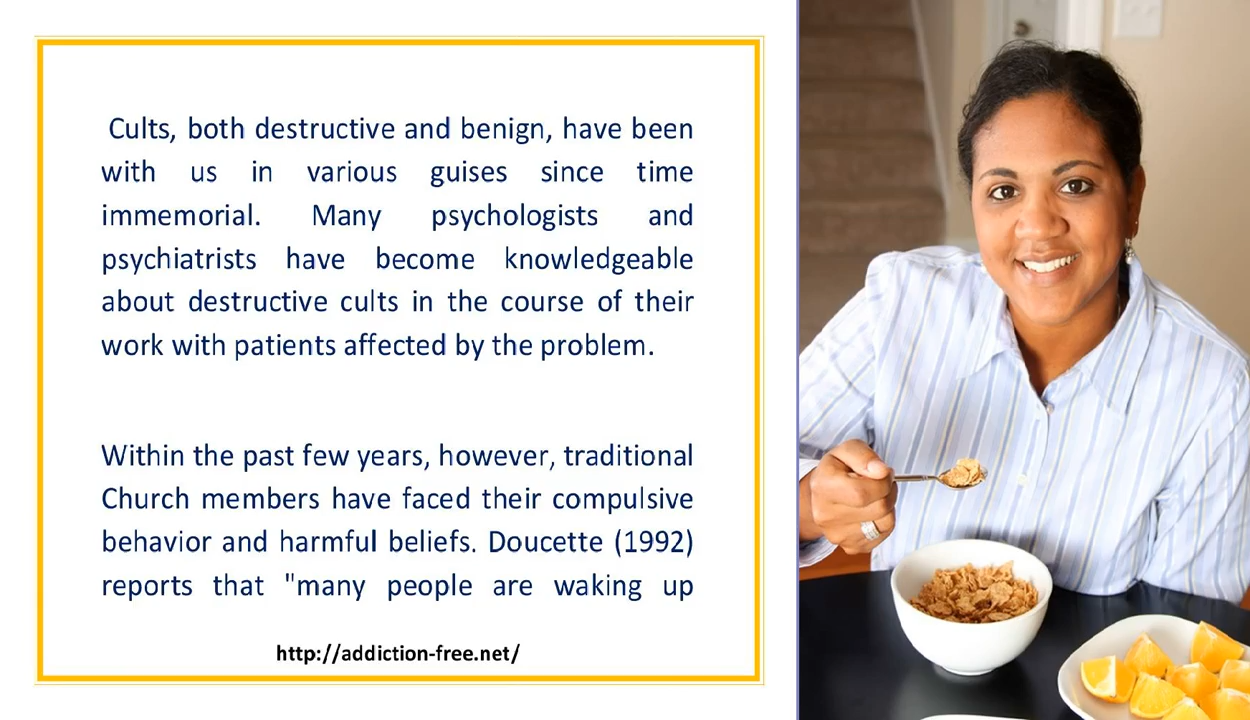 Cults, both destructive and benign, have been
with us in various guises since time
immemorial. Many psychologists and
psychiatrists have become knowledgeable
about destructive cults in the course of their
work with patients affected by the problem.
Within the past few years, however, traditional
Church members have faced their compulsive
behavior and harmful beliefs. Doucette (1992)
reports that "many people are waking up
http://addiction-free.net/